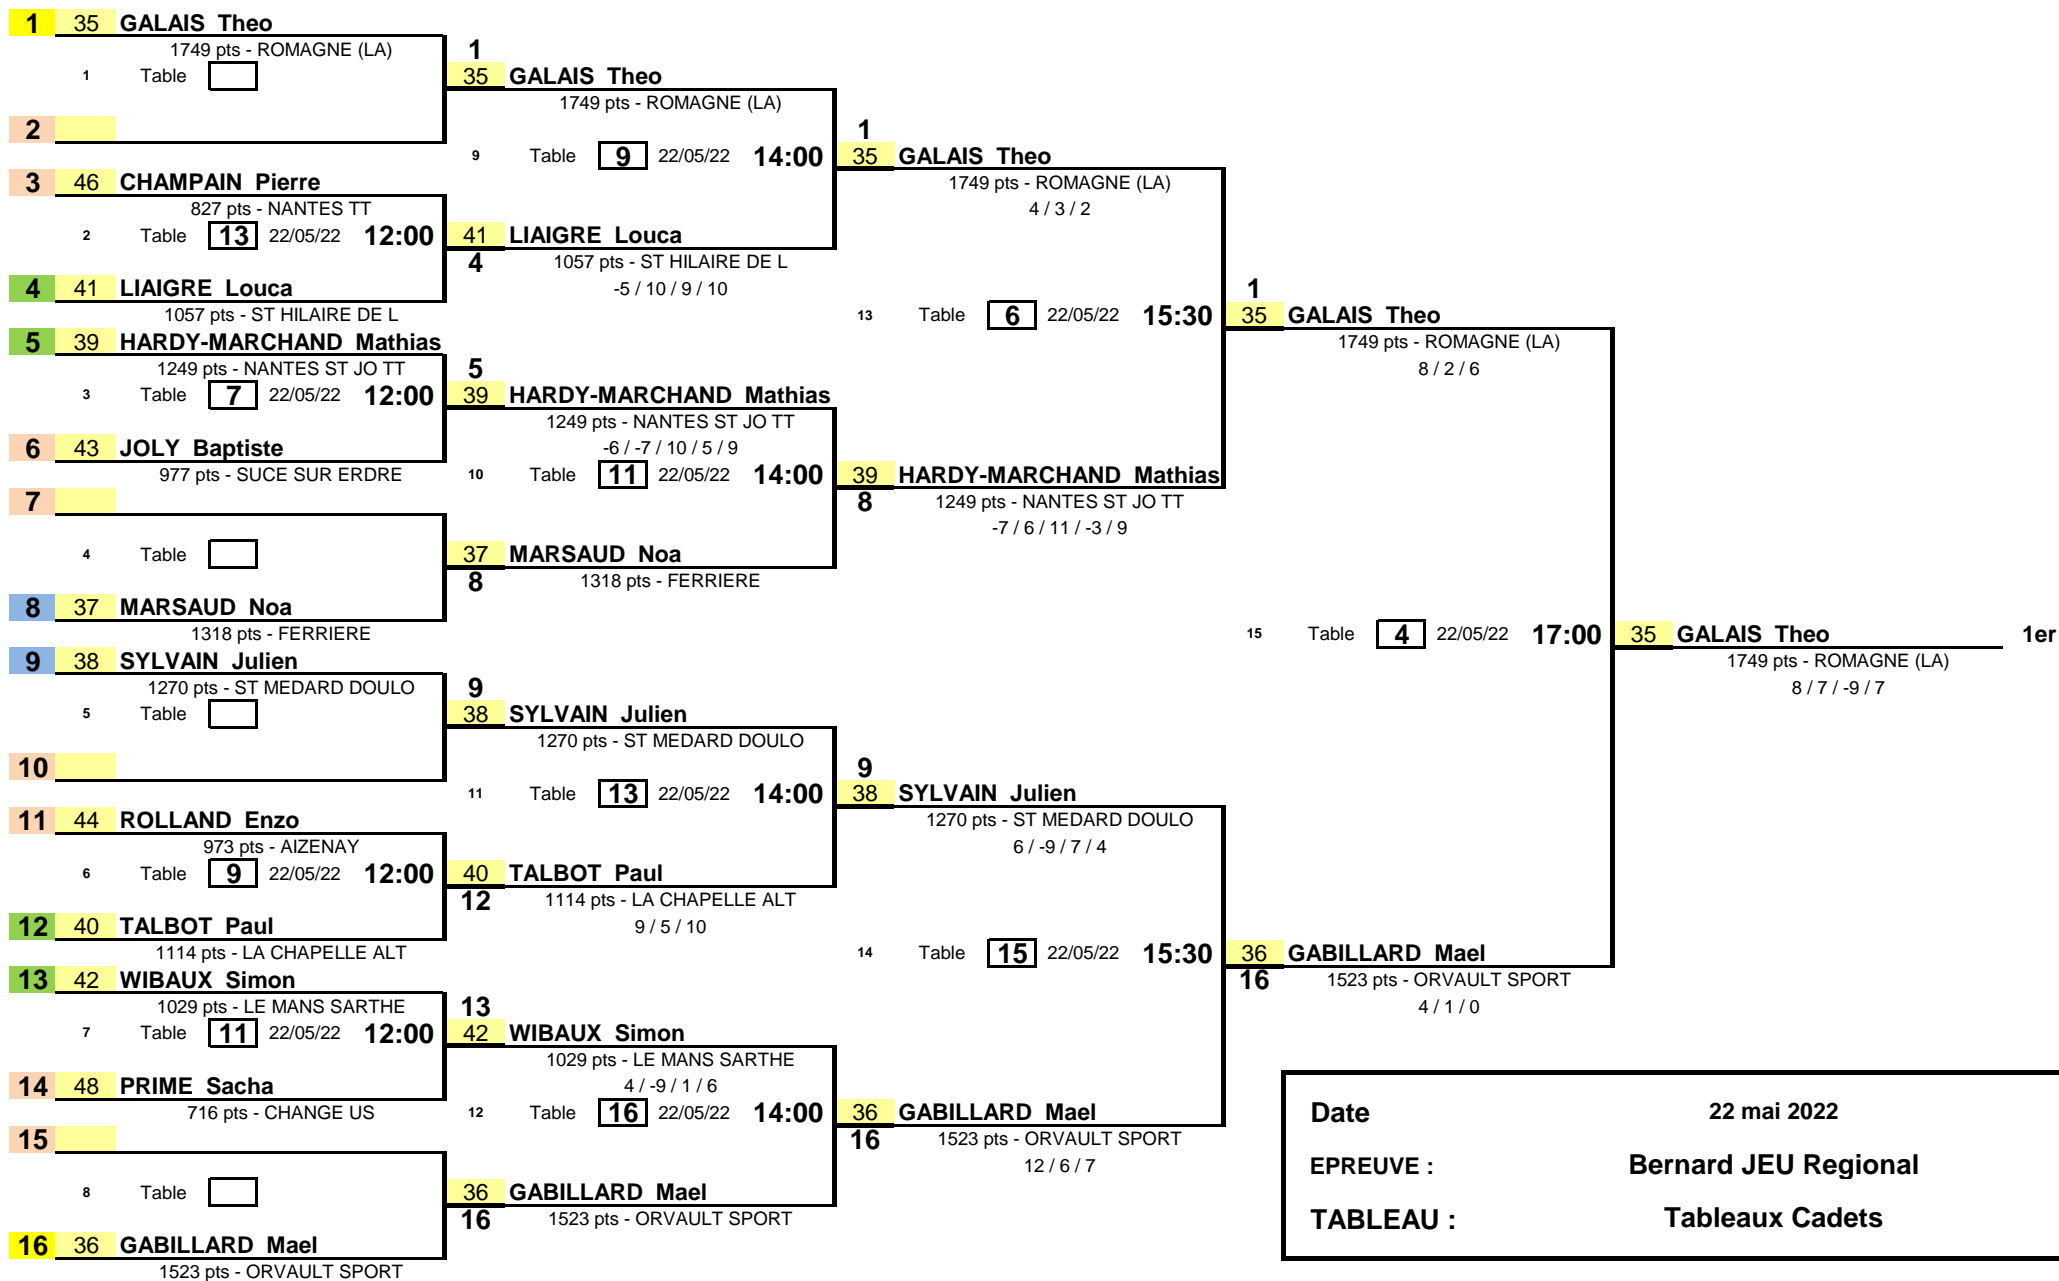 1 35 GALAIS Theo
1749 pts - ROMAGNE (LA)
1 Table
2
3 46 CHAMPAIN Pierre
827 pts - NANTES TT
2 Table 13 22/05/22 12:00
4 41 LIAIGRE Louca
1057 pts - ST HILAIRE DE L
5 39 HARDY-MARCHAND Mathias
1249 pts - NANTES ST JO TT
3 Table 7 22/05/22 12:00
6 43 JOLY Baptiste
977 pts - SUCE SUR ERDRE
7
4 Table
8 37 MARSAUD Noa
1318 pts - FERRIERE
9 38 SYLVAIN Julien
1270 pts - ST MEDARD DOULO
5 Table
10
11 44 ROLLAND Enzo
973 pts - AIZENAY
6 Table 9 22/05/22 12:00
12 40 TALBOT Paul
1114 pts - LA CHAPELLE ALT
13 42 WIBAUX Simon
1029 pts - LE MANS SARTHE
7 Table 11 22/05/22 12:00
14 48 PRIME Sacha
716 pts - CHANGE US
15
8 Table
16 36 GABILLARD Mael
1523 pts - ORVAULT SPORT
1
35 GALAIS Theo
1749 pts - ROMAGNE (LA)
9 Table 9 22/05/22 14:00
41 LIAIGRE Louca
4 1057 pts - ST HILAIRE DE L
-5 / 10 / 9 / 10
5
39 HARDY-MARCHAND Mathias
1249 pts - NANTES ST JO TT
-6 / -7 / 10 / 5 / 9
10 Table 11 22/05/22 14:00
37 MARSAUD Noa
8 1318 pts - FERRIERE
9
38 SYLVAIN Julien
1270 pts - ST MEDARD DOULO
11 Table 13 22/05/22 14:00
40 TALBOT Paul
12 1114 pts - LA CHAPELLE ALT
9 / 5 / 10
13
42 WIBAUX Simon
1029 pts - LE MANS SARTHE
4 / -9 / 1 / 6
12 Table 16 22/05/22 14:00
36 GABILLARD Mael
16 1523 pts - ORVAULT SPORT
1
35 GALAIS Theo
1749 pts - ROMAGNE (LA)
4 / 3 / 2
13 Table 6 22/05/22 15:30
39 HARDY-MARCHAND Mathias
8 1249 pts - NANTES ST JO TT
-7 / 6 / 11 / -3 / 9
9
38 SYLVAIN Julien
1270 pts - ST MEDARD DOULO
6 / -9 / 7 / 4
14 Table 15 22/05/22 15:30
36 GABILLARD Mael
16 1523 pts - ORVAULT SPORT
12 / 6 / 7
1
35 GALAIS Theo
1749 pts - ROMAGNE (LA)
8 / 2 / 6
15 Table 4 22/05/22 17:00
36 GABILLARD Mael
16 1523 pts - ORVAULT SPORT
4 / 1 / 0
35 GALAIS Theo 1er
1749 pts - ROMAGNE (LA)
8 / 7 / -9 / 7
Date 22 mai 2022
EPREUVE : Bernard JEU Regional
TABLEAU : Tableaux Cadets